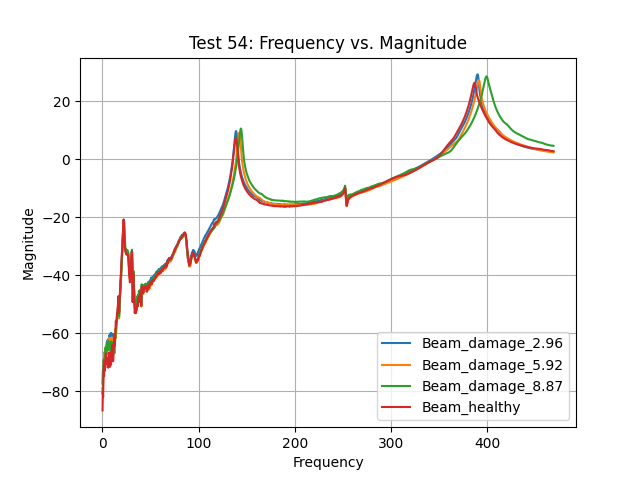 Test 54: Frequency vs. Magnitude
Magnitude
20
0
−20
−40
−60
−80
0
100
200
300
400
Frequency
Beam_damage_2.96
Beam_damage_5.92
Beam_damage_8.87
Beam_healthy